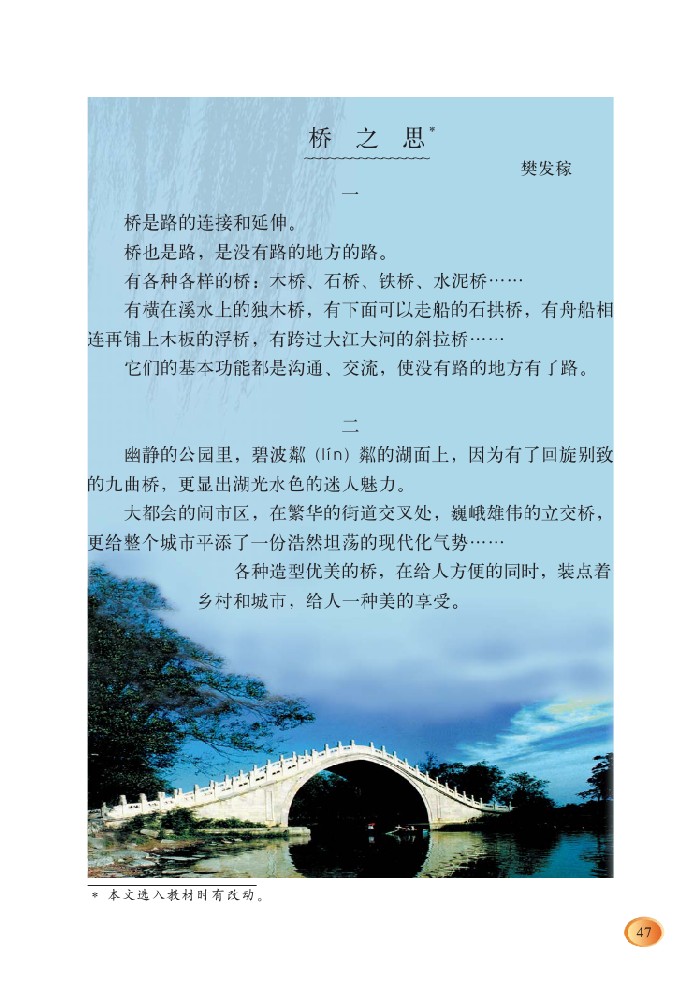 桥之思*
樊发稼
一
桥是路的连接和延伸。
桥也是路，是没有路的地方的路。
有各种各样的桥：木桥、石桥、铁桥、水泥桥……
有横在溪水上的独木桥，有下面可以走船的石拱桥，有舟船相
连再铺上木板的浮桥，有跨过大江大河的斜拉桥……
它们的基本功能都是沟通、交流，使没有路的地方有了路。
二
幽静的公园里，碧波粼（lín）粼的湖面上，因为有了回旋别致
的九曲桥，更显出湖光水色的迷人魅力。
大都会的闹市区，在繁华的街道交叉处，巍峨雄伟的立交桥，
更给整个城市平添了一份浩然坦荡的现代化气势……
各种造型优美的桥，在给人方便的同时，装点着
乡村和城市，给人一种美的享受。
* 本文选入教材时有改动。
47